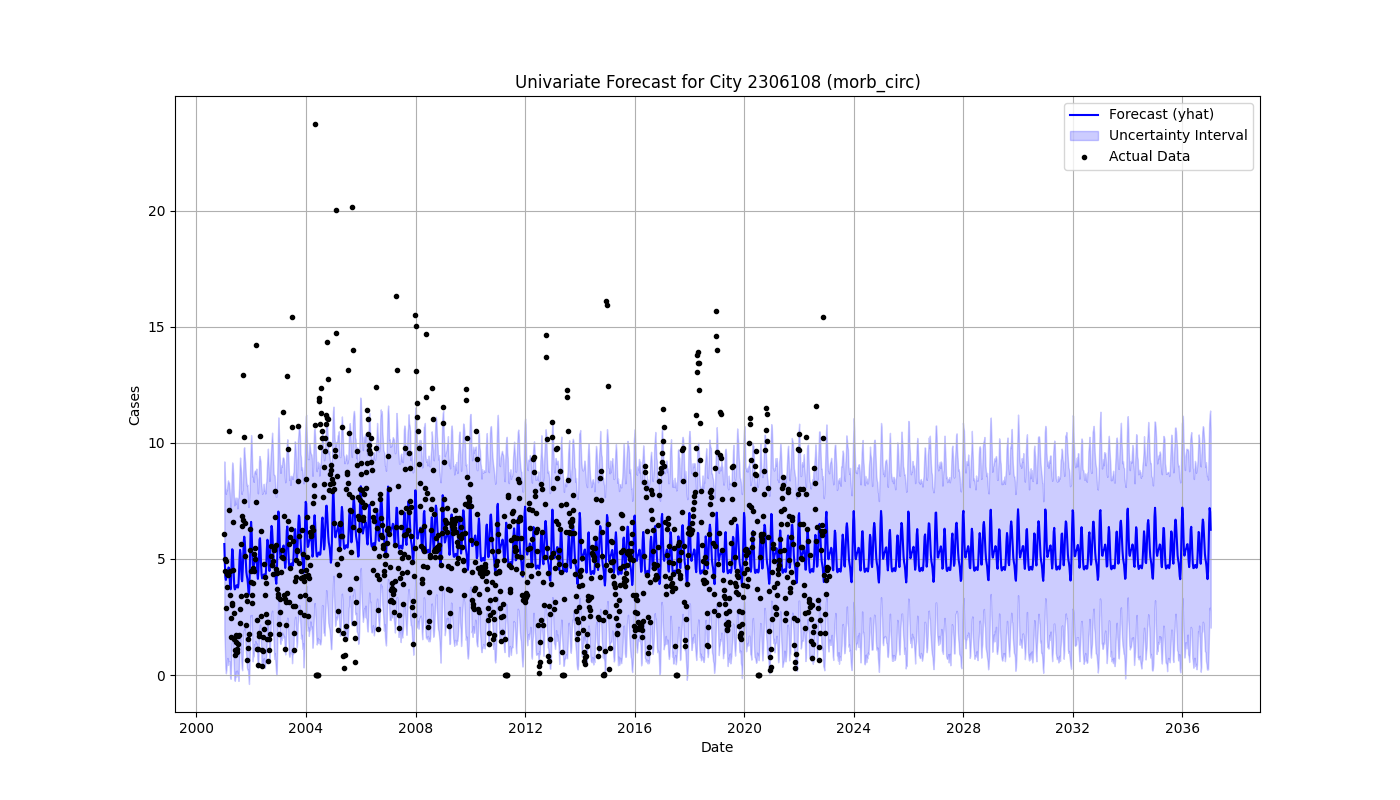 Univariate Forecast for City 2306108 (morb_circ)
Forecast (yhat)
Uncertainty Interval
Actual Data
Cases
20
15
10
5
0
2000 2004 2008 2012 2016 2020 2024 2028 2032 2036
Date